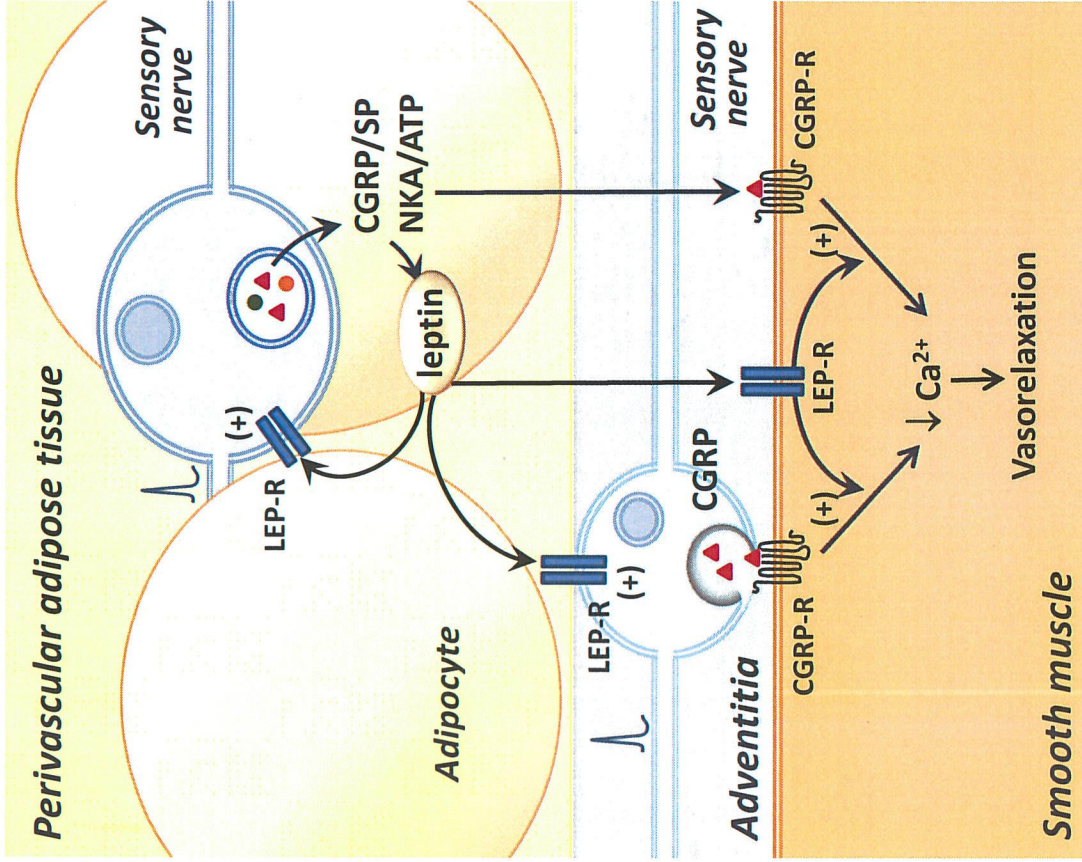 Perivascular adipose tissue
Sensory
nerve
CGRP/SP
NKA/ATP
leptin
(+)
LEP-R
Adipocyte
LEP-R
(+)
CGRP
Sensory
nerve
Adventitia
CGRP-R
CGRP-R
LEP-R
(+)
(+)
↓ Ca²⁺
Vasorelaxation
Smooth muscle